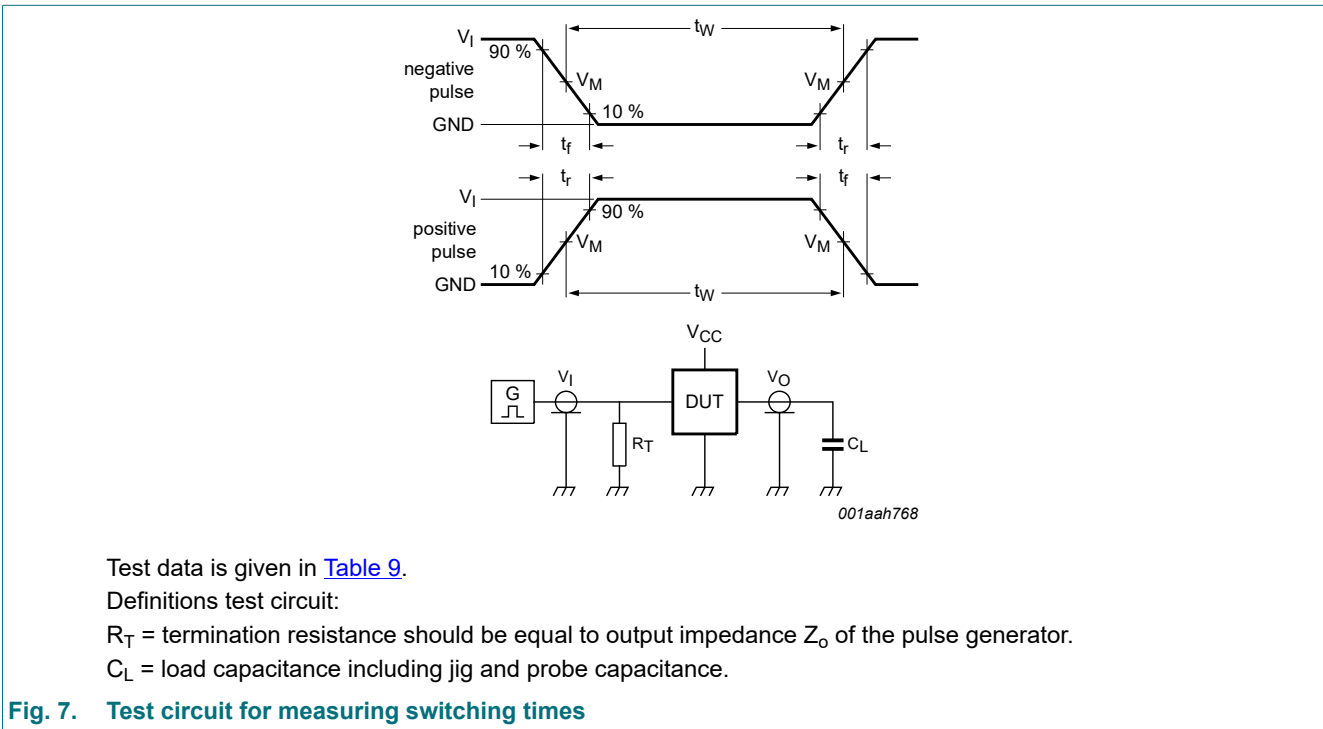 tW
VI
90 %
negative
pulse
VM
VM
10 %
GND
tf
tr
tr
tf
VI
90 %
positive
pulse
VM
VM
10 %
GND
tW
VCC
VI
VO
G
DUT
RT
CL
001aah768
Test data is given in Table 9.
Definitions test circuit:
RT = termination resistance should be equal to output impedance Zo of the pulse generator.
CL = load capacitance including jig and probe capacitance.
Fig. 7. Test circuit for measuring switching times